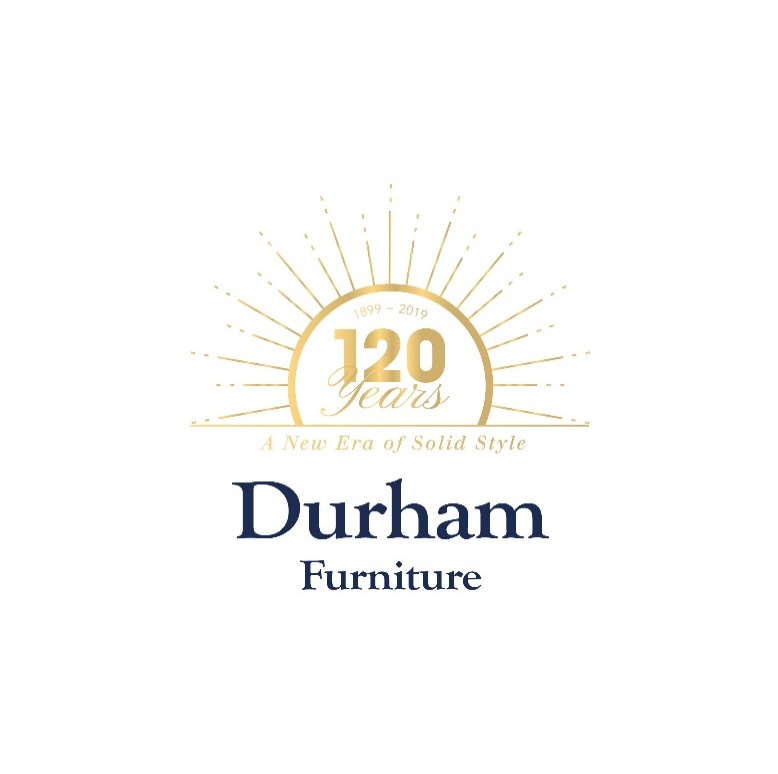 1899 ~ 2019
120
Years
A New Era of Solid Style
Durham
Furniture